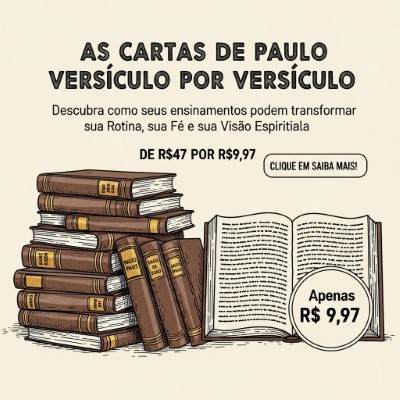 AS CARTAS DE PAULO
VERSÍCULO POR VERSÍCULO
Descubra como seus ensinamentos podem transformar
sua Rotina, sua Fé e sua Visão Espiritiala
DE R$47 POR R$9,97
CLIQUE EM SAIBA MAIS!
Apenas
R$ 9,97